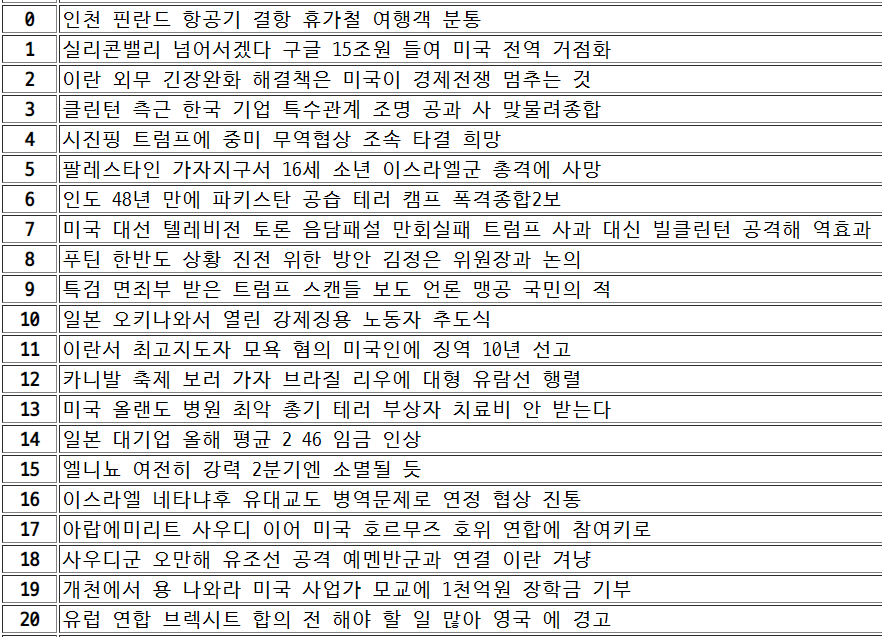 0 인천 핀란드 항공기 결항 휴가철 여행객 분통
1 실리콘밸리 넘어서겠다 구글 15조원 들여 미국 전역 거점화
2 이란 외무 긴장완화 해결책은 미국이 경제전쟁 멈추는 것
3 클린턴 측근 한국 기업 특수관계 조명 공과 사 맞물려종합
4 시진핑 트럼프에 중미 무역협상 조속 타결 희망
5 팔레스타인 가자지구서 16세 소년 이스라엘군 총격에 사망
6 인도 48년 만에 파키스탄 공습 테러 캠프 폭격종합2보
7 미국 대선 텔레비전 토론 음담패설 만회실패 트럼프 사과 대신 빌클린턴 공격해 역효과
8 푸틴 한반도 상황 진전 위한 방안 김정은 위원장과 논의
9 특검 면죄부 받은 트럼프 스캔들 보도 언론 맹공 국민의 적
10 일본 오키나와서 열린 강제징용 노동자 추도식
11 이란서 최고지도자 모욕 혐의 미국인에 징역 10년 선고
12 카니발 축제 보러 가자 브라질 리우에 대형 유람선 행렬
13 미국 올랜도 병원 최악 총기 테러 부상자 치료비 안 받는다
14 일본 대기업 올해 평균 2 46 임금 인상
15 엘니뇨 여전히 강력 2분기엔 소멸될 듯
16 이스라엘 네타냐후 유대교도 병역문제로 연정 협상 진통
17 아랍에미리트 사우디 이어 미국 호르무즈 호위 연합에 참여키로
18 사우디군 오만해 유조선 공격 예멘반군과 연결 이란 겨냥
19 개천에서 용 나와라 미국 사업가 모교에 1천억원 장학금 기부
20 유럽 연합 브렉시트 합의 전 해야 할 일 많아 영국 에 경고